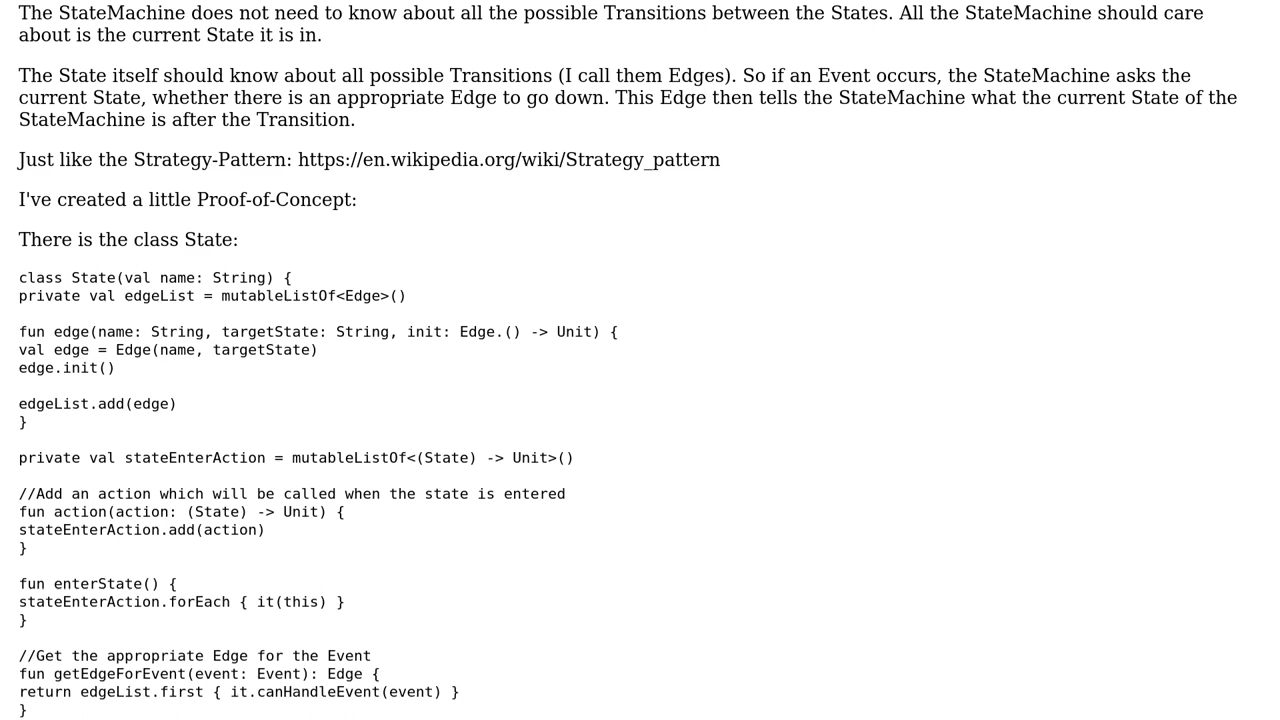 The StateMachine does not need to know about all the possible Transitions between the States. All the StateMachine should care
about is the current State it is in.
The State itself should know about all possible Transitions (I call them Edges). So if an Event occurs, the StateMachine asks the
current State, whether there is an appropriate Edge to go down. This Edge then tells the StateMachine what the current State of the
StateMachine is after the Transition.
Just like the Strategy-Pattern: https://en.wikipedia.org/wiki/Strategy_pattern
I've created a little Proof-of-Concept:
There is the class State:
class State(val name: String) {
private val edgeList = mutableListOf<Edge>()
fun edge(name: String, targetState: String, init: Edge.() -> Unit) {
val edge = Edge(name, targetState)
edge.init()
edgeList.add(edge)
}
private val stateEnterAction = mutableListOf<(State) -> Unit>()
//Add an action which will be called when the state is entered
fun action(action: (State) -> Unit) {
stateEnterAction.add(action)
}
fun enterState() {
stateEnterAction.forEach { it(this) }
}
//Get the appropriate Edge for the Event
fun getEdgeForEvent(event: Event): Edge {
return edgeList.first { it.canHandleEvent(event) }
}